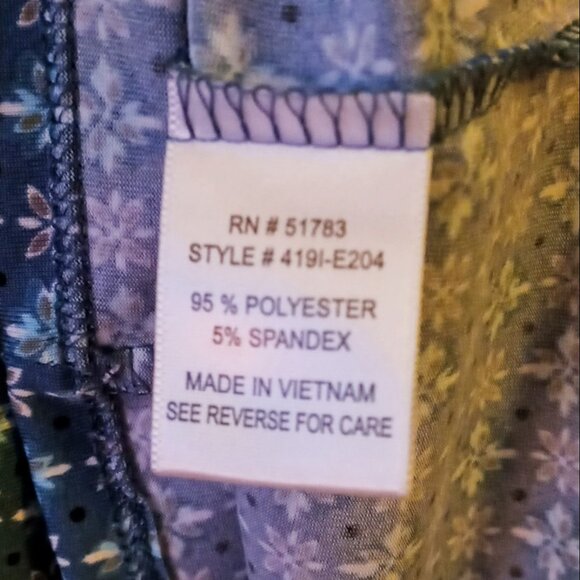 RN # 51783
STYLE # 419I-E204
95 % POLYESTER
5% SPANDEX
MADE IN VIETNAM
SEE REVERSE FOR CARE